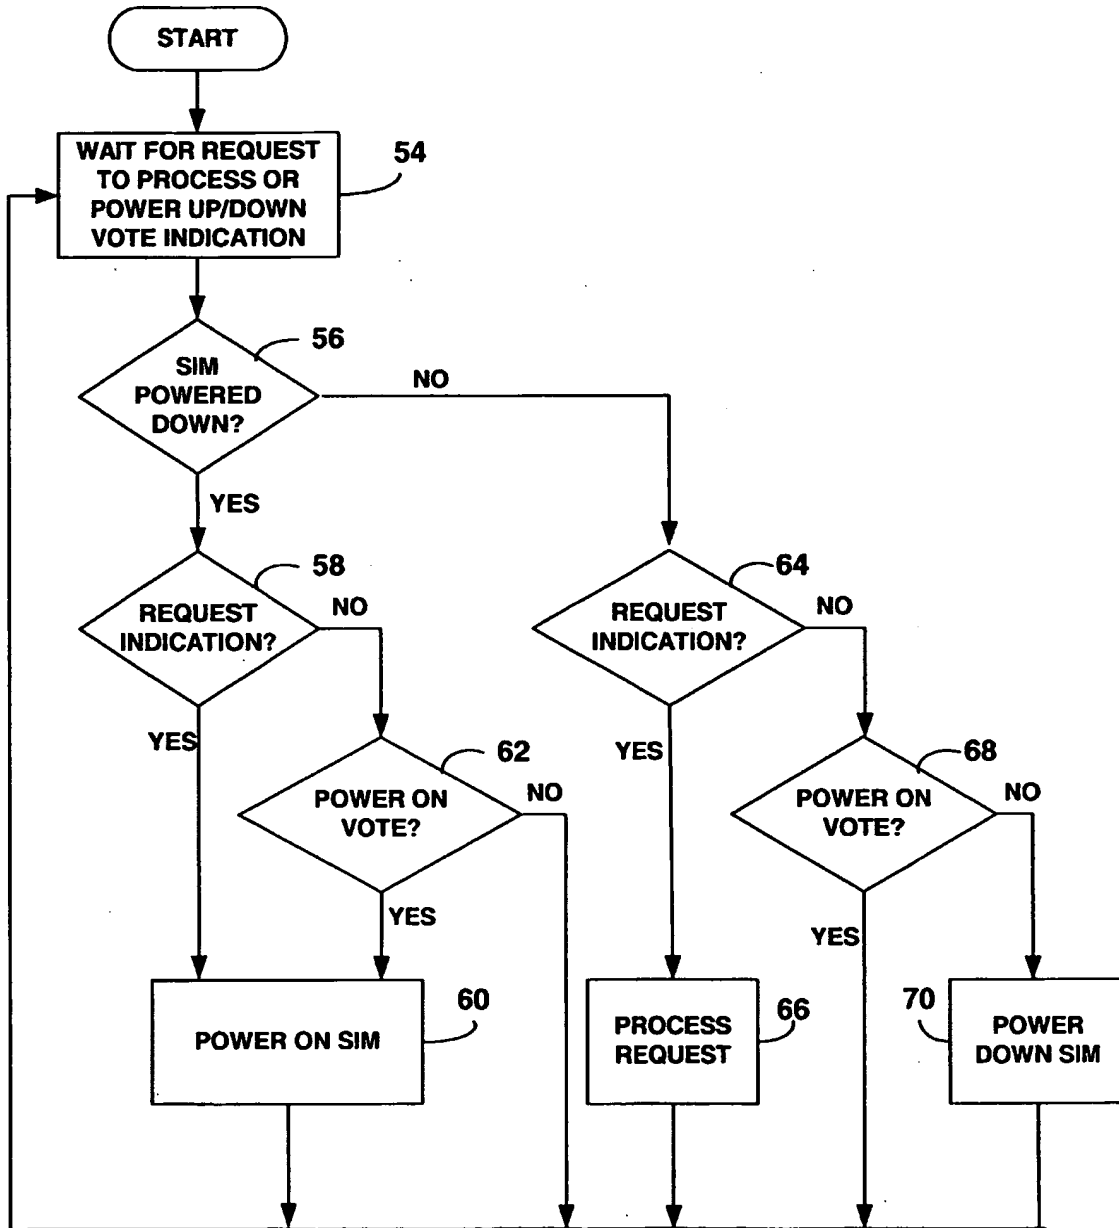 START
WAIT FOR REQUEST
TO PROCESS OR
POWER UP/DOWN
VOTE INDICATION
54
SIM
POWERED
DOWN?
56
NO
YES
REQUEST
INDICATION?
58
NO
YES
REQUEST
INDICATION?
64
NO
YES
POWER ON
VOTE?
62
NO
YES
POWER ON
VOTE?
68
NO
YES
POWER ON SIM
60
PROCESS
REQUEST
66
POWER
DOWN SIM
70